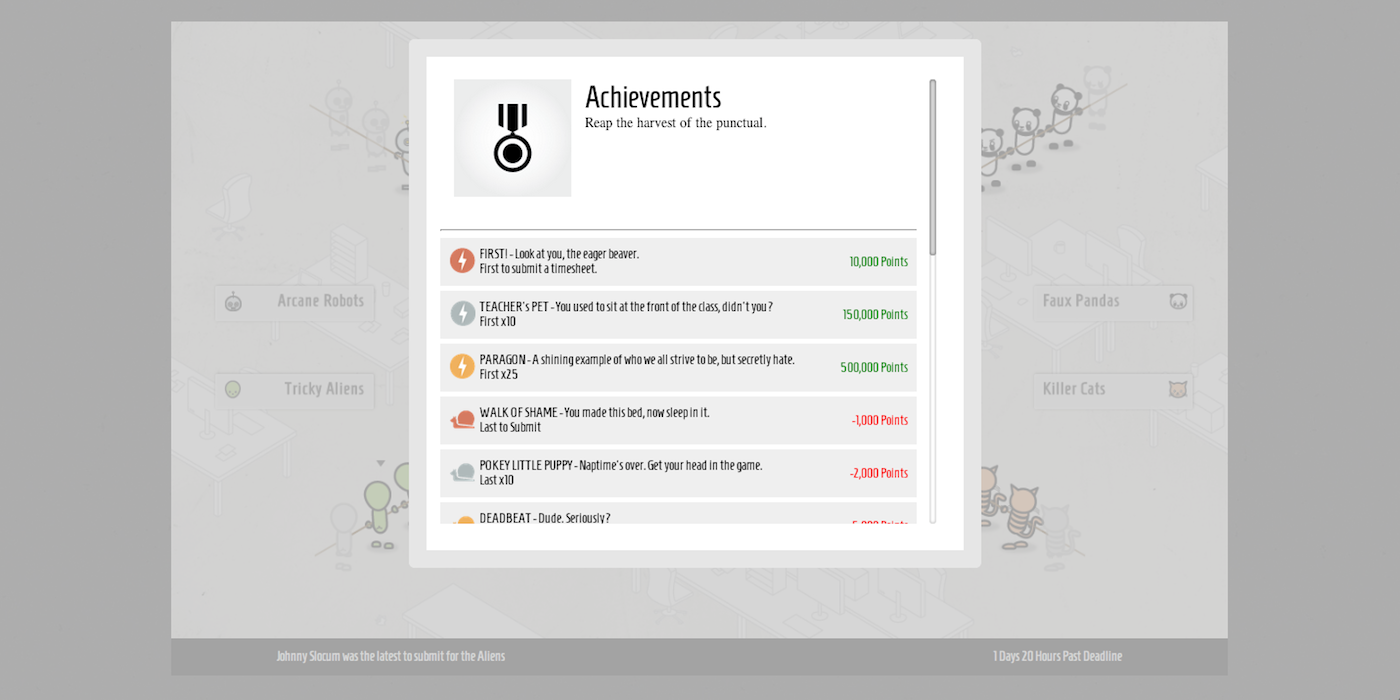 Achievements
Reap the harvest of the punctual.
FIRST! - Look at you, the eager beaver.
First to submit a timesheet.
10,000 Points
TEACHER's PET - You used to sit at the front of the class, didn't you?
First x10
150,000 Points
PARAGON - A shining example of who we all strive to be, but secretly hate.
First x25
500,000 Points
WALK OF SHAME - You made this bed, now sleep in it.
Last to Submit
-1,000 Points
POKEY LITTLE PUPPY - Naptime's over. Get your head in the game.
Last x10
-2,000 Points
DEADBEAT - Dude, Seriously?
-5,000 Points
Arcane Robots
Faux Pandas
Tricky Aliens
Killer Cats
Johnny Slocum was the latest to submit for the Aliens
1 Days 20 Hours Past Deadline